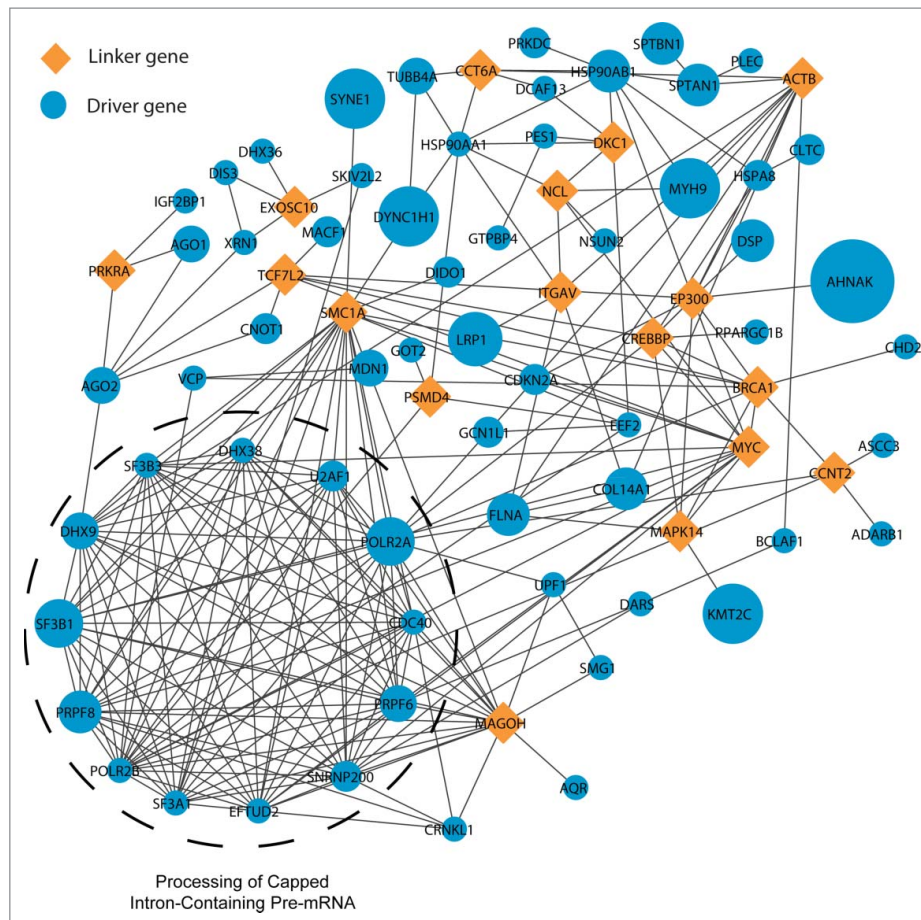 Linker gene
Driver gene
PRKDC
SPTBN1
PLEC
CCT6A
HSP90AB1
ACTB
TUBB4A
SPTAN1
DCAF13
SYNE1
PES1
DKC1
HSP90AA1
CLTC
DHX36
DIS3
SKIV2L2
HSPA8
NCL
MYH9
IGF2BP1
EXOSC10
DYNC1H1
MACF1
AGO1
XRN1
GTPBP4
NSUN2
DSP
PRKRA
TCF7L2
DIDO1
AHNAK
ITGAV
EP300
SMC1A
CNOT1
LRP1
CREBBP
PPARGC1B
CHD2
GOT2
MDN1
AGO2
VCP
CDKN2A
BRCA1
PSMD4
GCN1L1
EEF2
MYC
ASCC3
DHX38
SF3B3
U2AF1
CCNT2
COL14A1
FLNA
DHX9
POLR2A
MAPK14
BCLAF1
ADARB1
UPF1
DARS
KMT2C
SF3B1
CDC40
SMG1
PRPF8
PRPF6
MAGOH
POLR2B
SNRNP200
AQR
SF3A1
EFTUD2
CRNKL1
Processing of Capped
Intron-Containing Pre-mRNA